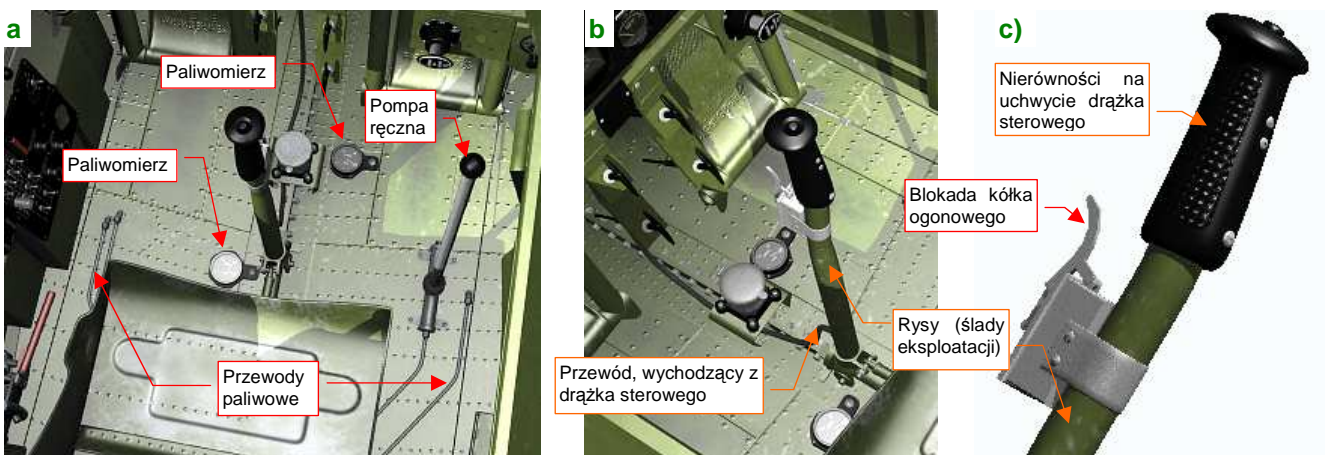 a
Paliwomierz
Pompa
ręczna
Paliwomierz
Przewody
paliwowe
b
Rysy (ślady
eksploatacji)
Przewód, wychodzący z
drążka sterowego
c)
Nierówności na
uchwycie drążka
sterowego
Blokada kółka
ogonowego